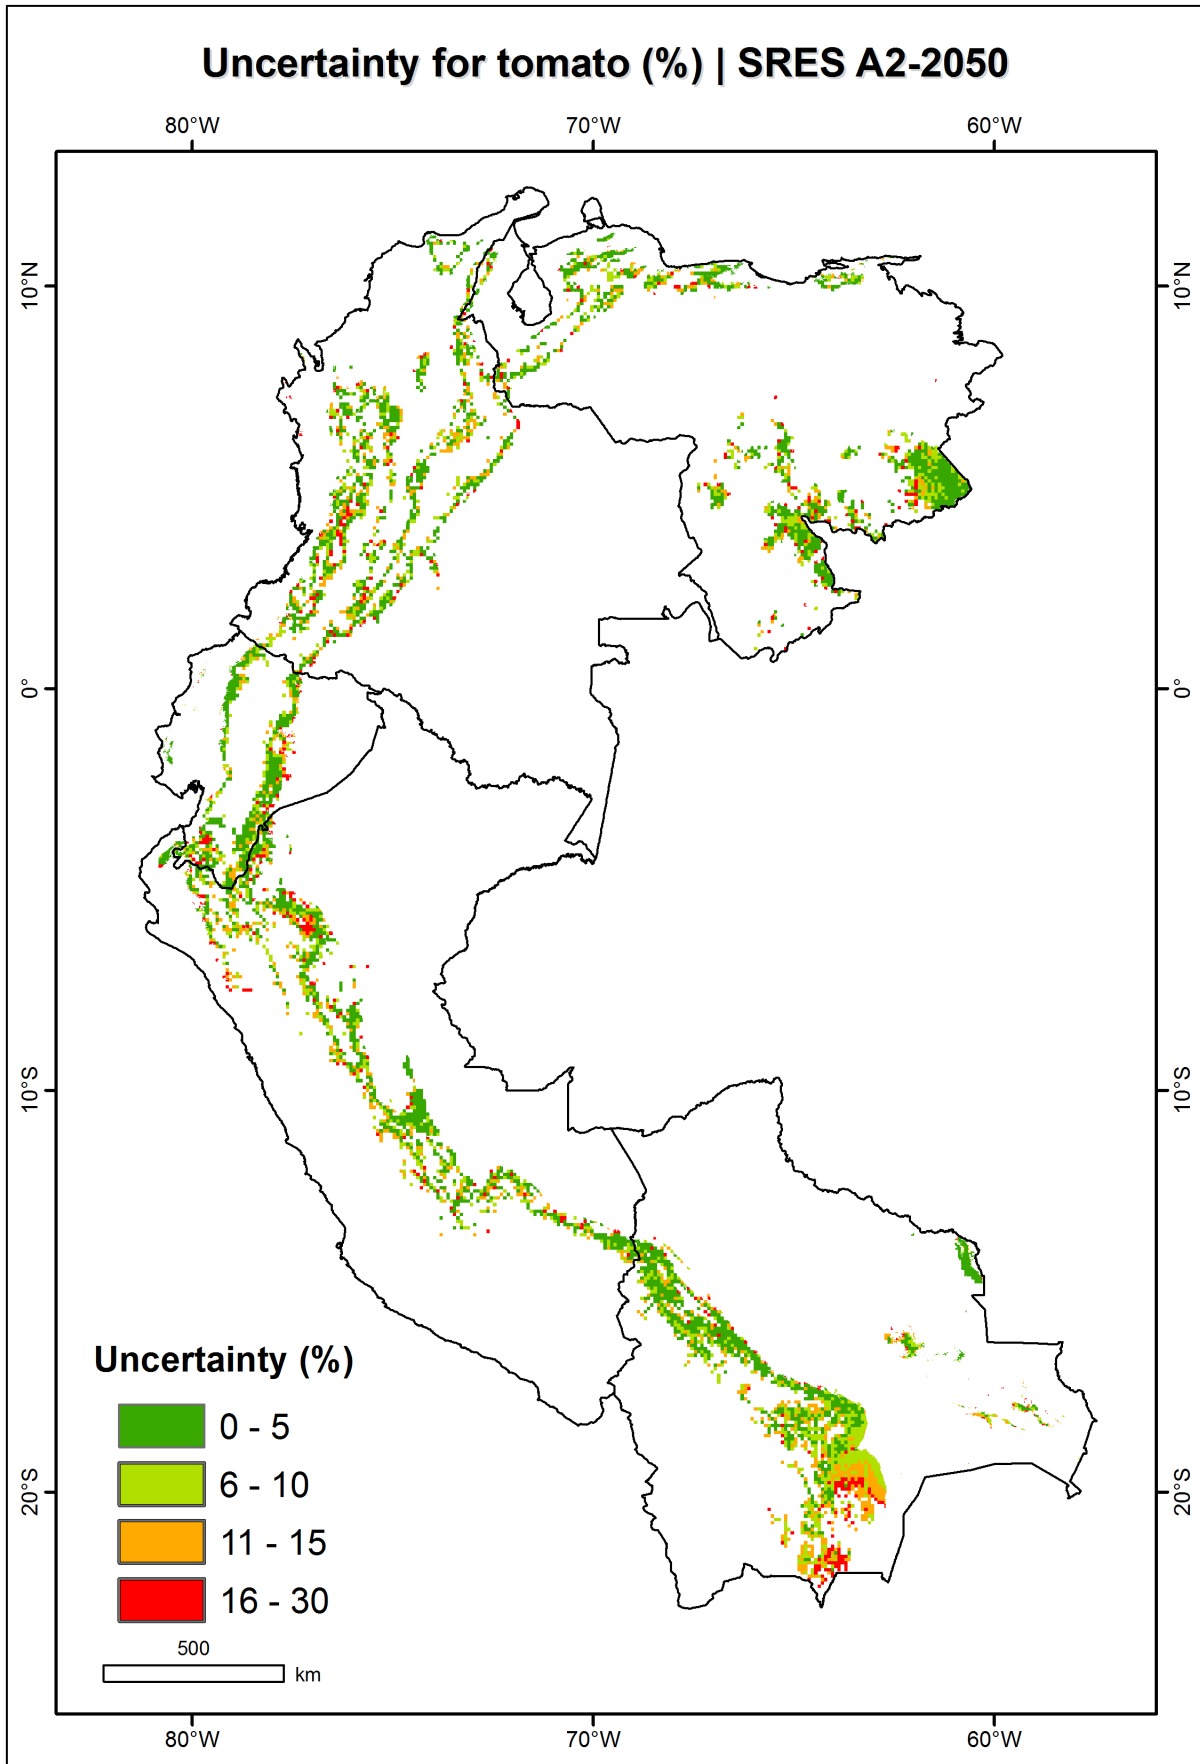 Uncertainty for tomato (%) | SRES A2-2050
80°W 70°W 60°W
10°N 10°N
0° 0°
10°S 10°S
20°S 20°S
Uncertainty (%)
0 - 5
6 - 10
11 - 15
16 - 30
500
km
80°W 70°W 60°W